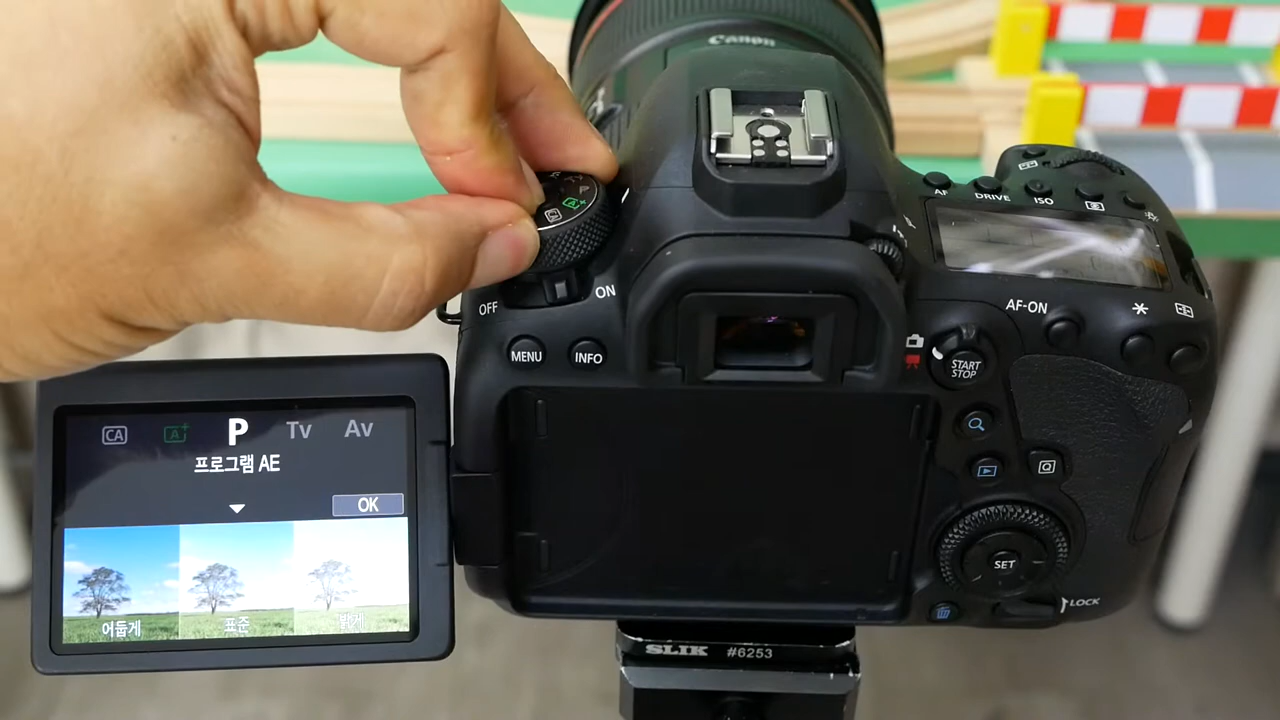 Canon
P
A+
AF
DRIVE
ISO
OFF
ON
AF-ON
MENU
INFO
START
STOP
CA
A+
P
Tv
Av
프로그램 AE
OK
어둡게
표준
밝게
Q
SET
LOCK
SLIK #6253